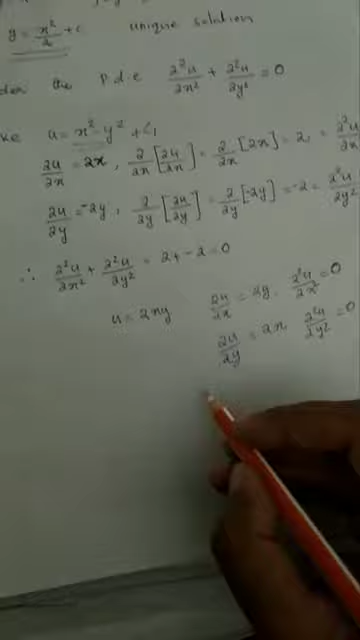 y = x²/2 + c unique solution
the p.d.e ∂²u/∂x² + ∂²u/∂y² = 0
u = x² - y² + C₁
∂u/∂x = 2x, ∂/∂x [∂u/∂x] = ∂/∂x [2x] = 2, = ∂²u/∂x
∂u/∂y = -2y, ∂/∂y [∂u/∂y] = ∂/∂y [-2y] = -2 = ∂²u/∂y²
∴ ∂²u/∂x² + ∂²u/∂y² = 2 + -2 = 0
u = 2xy ∂u/∂x = 2y. ∂²u/∂x² = 0
∂u/∂y = 2x ∂²u/∂y² = 0